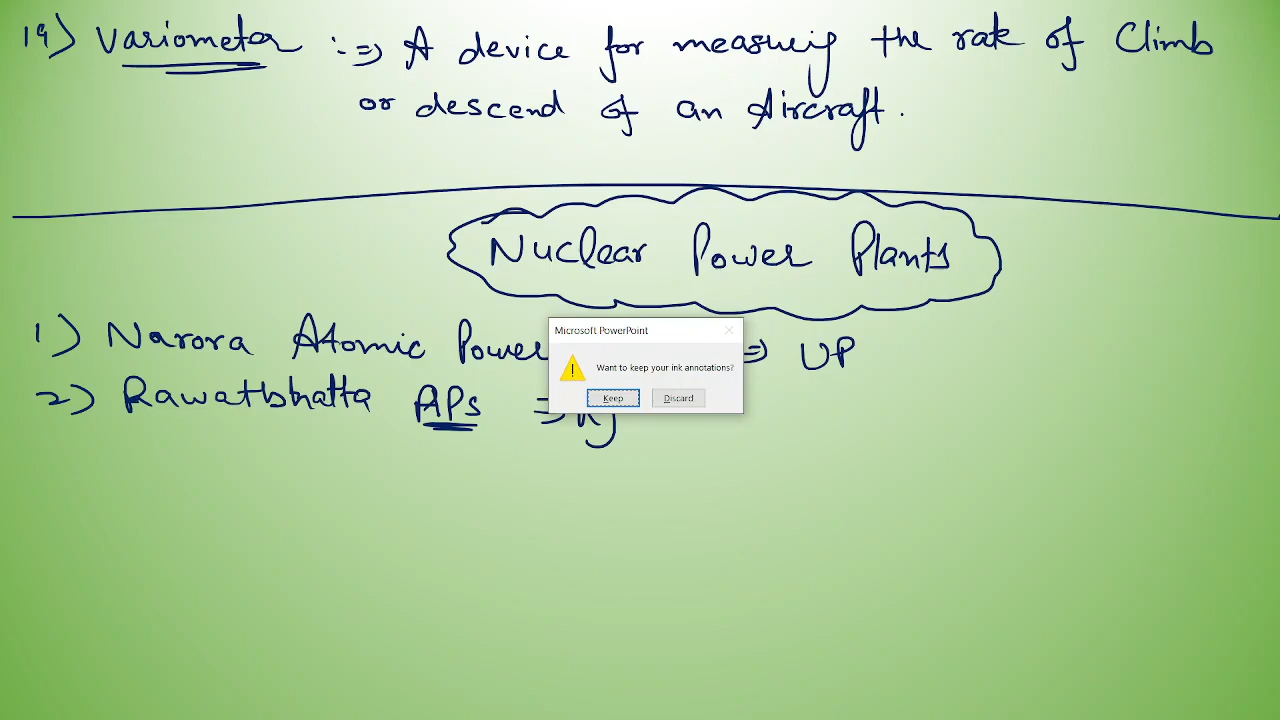 19) Variometer :- => A device for measuring the rate of Climb
or descend of an Aircraft.
Nuclear Power Plants
1) Narora Atomic Power => UP
2) Rawatbhatta APs =>
Microsoft PowerPoint
Want to keep your ink annotations?
Keep Discard